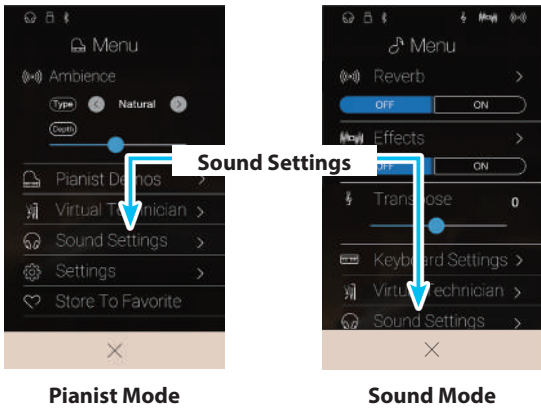 Menu
Ambience
Type
Natural
Depth
Pianist Demos
Virtual Technician
Sound Settings
Settings
Store To Favorite
Pianist Mode
Sound Settings
Menu
Reverb
OFF ON
Effects
OFF ON
Transpose 0
Keyboard Settings
Virtual Technician
Sound Settings
Sound Mode